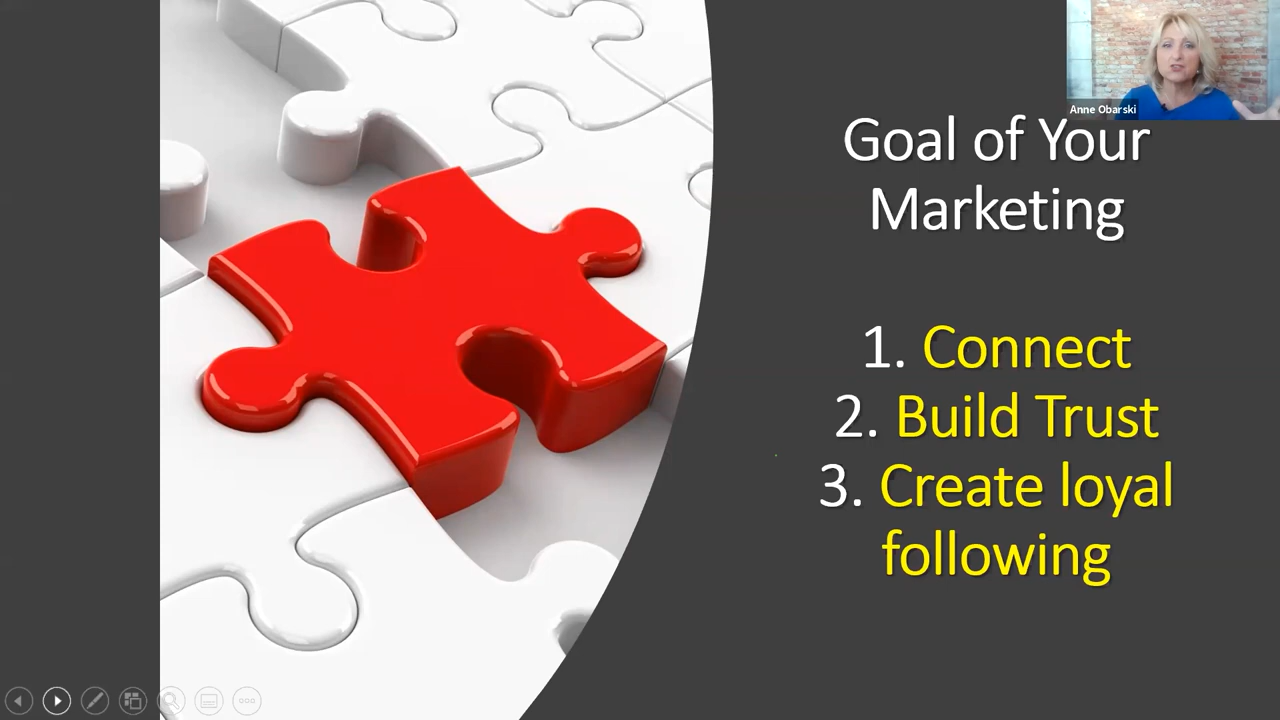 Anne Obarski
Goal of Your
Marketing
1. Connect
2. Build Trust
3. Create loyal
following